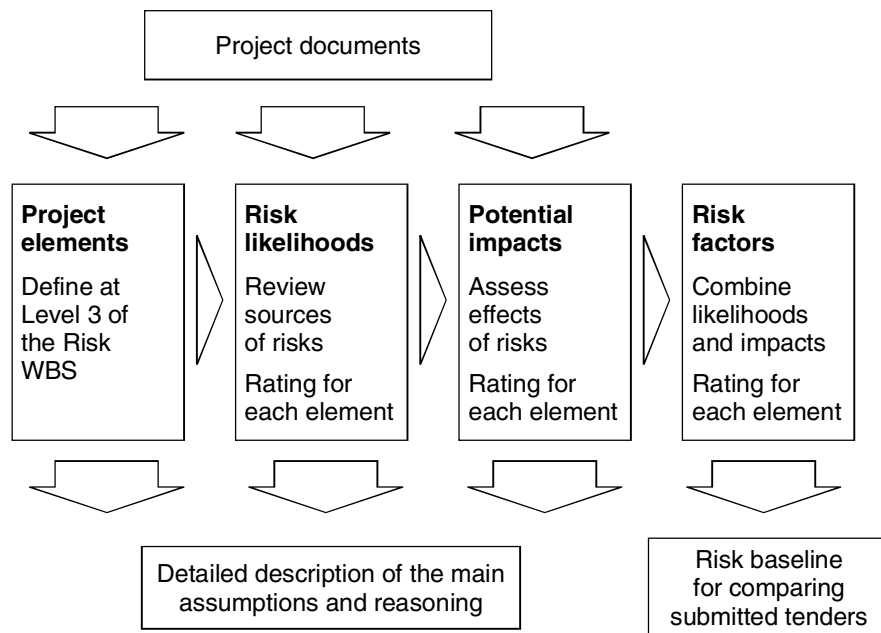 Project documents
Project
elements
Define at
Level 3 of
the Risk
WBS
Risk
likelihoods
Review
sources
of risks
Rating for
each element
Potential
impacts
Assess
effects
of risks
Rating for
each element
Risk
factors
Combine
likelihoods
and impacts
Rating for
each element
Detailed description of the main
assumptions and reasoning
Risk baseline
for comparing
submitted tenders